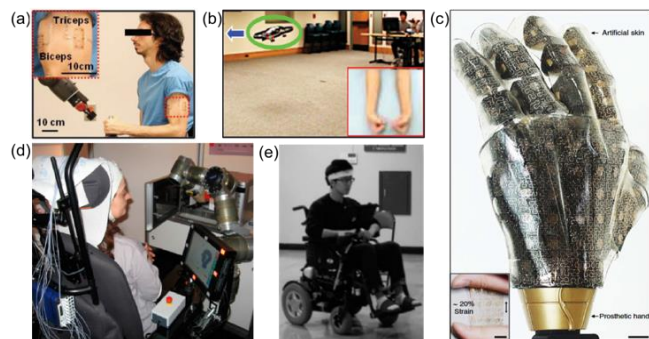 (a)
Triceps
Biceps
10cm
10 cm
(b)
(c)
Artificial skin
~ 20%
Strain
Prosthetic hand
(d)
(e)